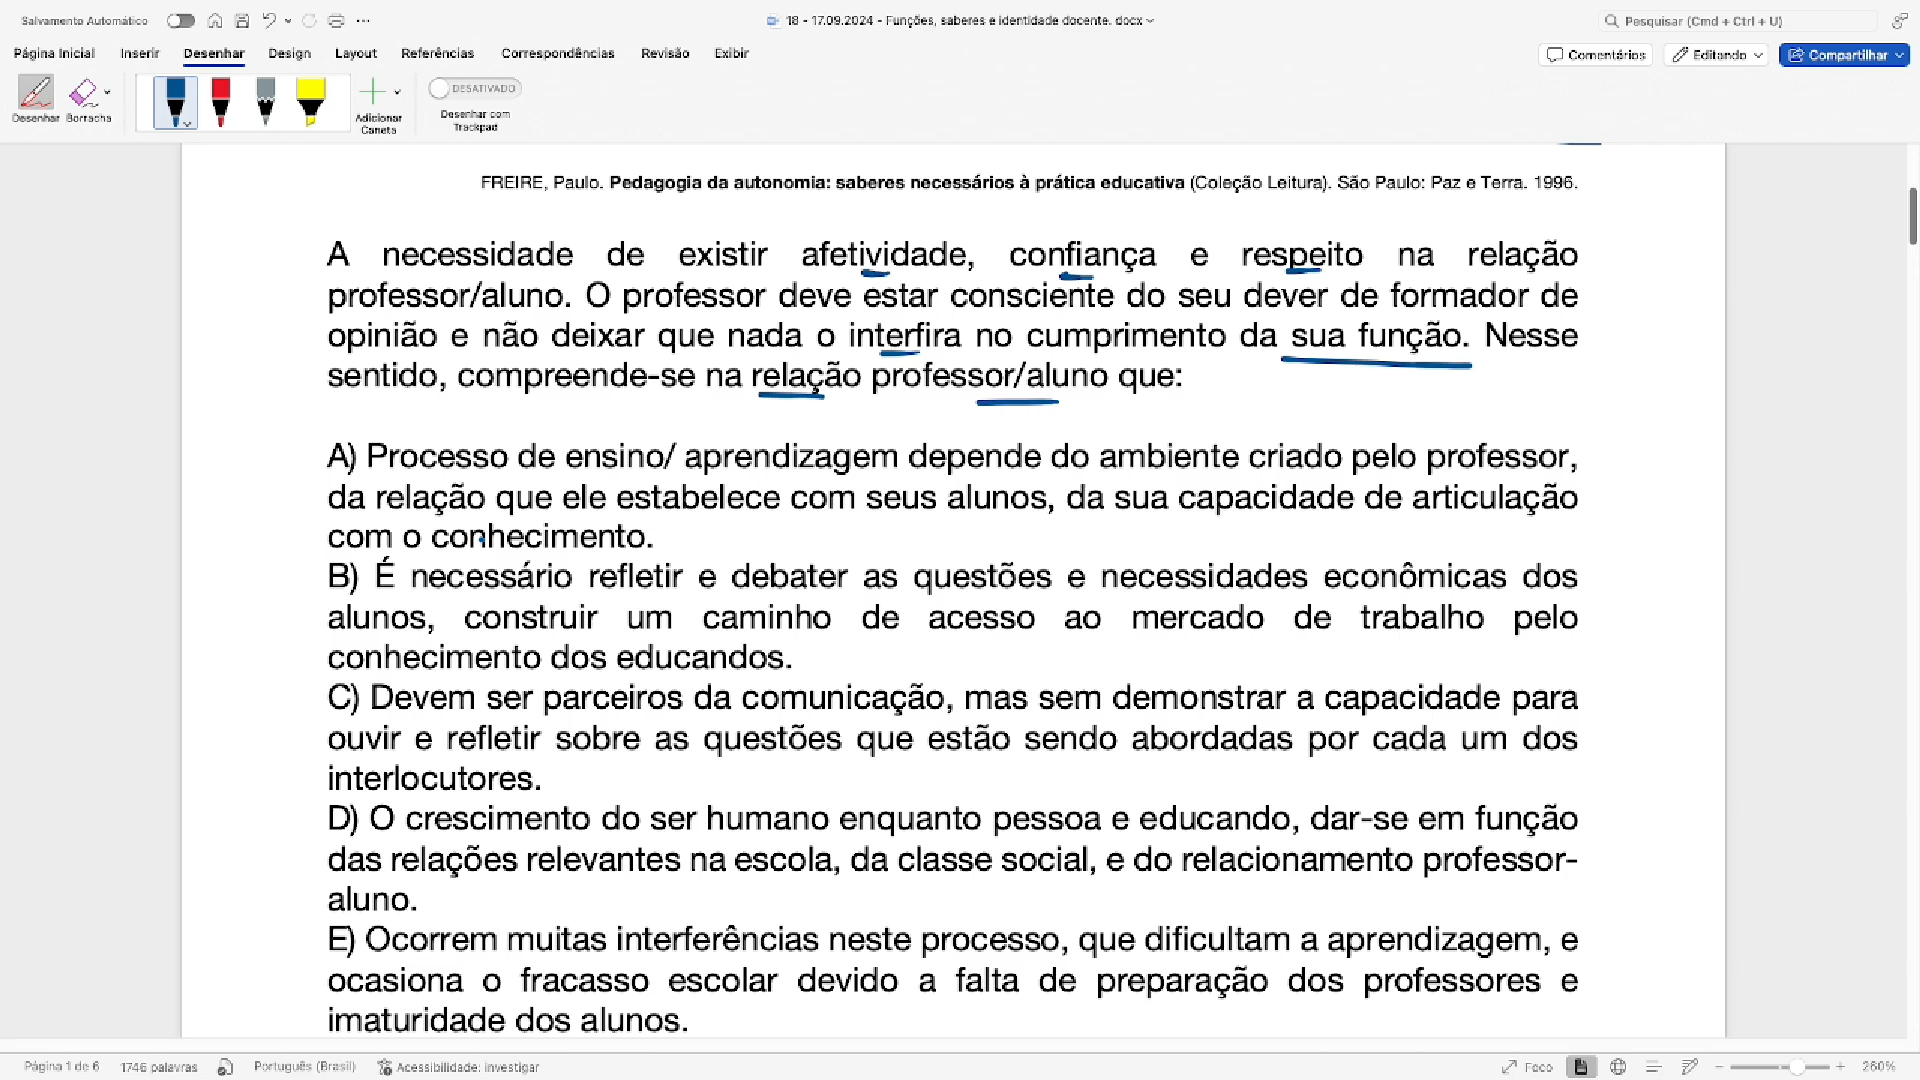 Salvamento Automático
18 - 17.09.2024 - Funções, saberes e identidade docente. docx
Pesquisar (Cmd + Ctrl + U)
Página Inicial Inserir Desenhar Design Layout Referências Correspondências Revisão Exibir
Comentários Editando Compartilhar
DESATIVADO
Desenhar Borracha Adicionar Caneta Desenhar com Trackpad
FREIRE, Paulo. Pedagogia da autonomia: saberes necessários à prática educativa (Coleção Leitura). São Paulo: Paz e Terra. 1996.
A necessidade de existir afetividade, confiança e respeito na relação
professor/aluno. O professor deve estar consciente do seu dever de formador de
opinião e não deixar que nada o interfira no cumprimento da sua função. Nesse
sentido, compreende-se na relação professor/aluno que:
A) Processo de ensino/ aprendizagem depende do ambiente criado pelo professor,
da relação que ele estabelece com seus alunos, da sua capacidade de articulação
com o conhecimento.
B) É necessário refletir e debater as questões e necessidades econômicas dos
alunos, construir um caminho de acesso ao mercado de trabalho pelo
conhecimento dos educandos.
C) Devem ser parceiros da comunicação, mas sem demonstrar a capacidade para
ouvir e refletir sobre as questões que estão sendo abordadas por cada um dos
interlocutores.
D) O crescimento do ser humano enquanto pessoa e educando, dar-se em função
das relações relevantes na escola, da classe social, e do relacionamento professor-
aluno.
E) Ocorrem muitas interferências neste processo, que dificultam a aprendizagem, e
ocasiona o fracasso escolar devido a falta de preparação dos professores e
imaturidade dos alunos.
Página 1 de 6 1746 palavras Português (Brasil) Acessibilidade: investigar Foco 260%